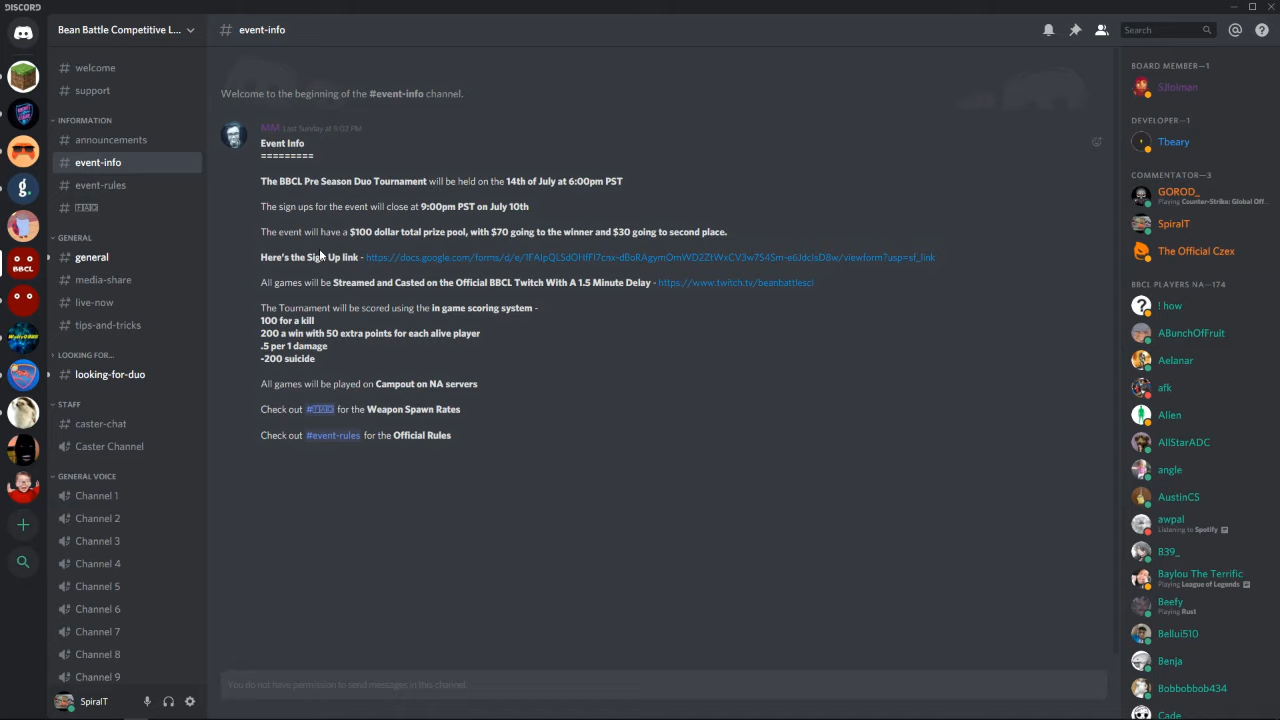 DISCORD
Bean Battle Competitive L...
# event-info
Search
# welcome
# support
INFORMATION
# announcements
# event-info
# event-rules
# 🇫🇦🇶
GENERAL
# general
# media-share
# live-now
# tips-and-tricks
LOOKING FOR...
# looking-for-duo
STAFF
# caster-chat
Caster Channel
GENERAL VOICE
Channel 1
Channel 2
Channel 3
Channel 4
Channel 5
Channel 6
Channel 7
Channel 8
Channel 9
SpiralT
BBCL
g.
Welcome to the beginning of the #event-info channel.
MM Last Sunday at 9:02 PM
Event Info
=========
The BBCL Pre Season Duo Tournament will be held on the 14th of July at 6:00pm PST
The sign ups for the event will close at 9:00pm PST on July 10th
The event will have a $100 dollar total prize pool, with $70 going to the winner and $30 going to second place.
Here's the Sign Up link - https://docs.google.com/forms/d/e/
All games will be Streamed and Casted on the Official BBCL Twitch With A 1.5 Minute Delay - https://www.twitch.tv/beanbattlescl
The Tournament will be scored using the in game scoring system -
100 for a kill
200 a win with 50 extra points for each alive player
.5 per 1 damage
-200 suicide
All games will be played on Campout on NA servers
Check out #🇫🇦🇶 for the Weapon Spawn Rates
Check out #event-rules for the Official Rules
You do not have permission to send messages in this channel.
BOARD MEMBER—1
SJlolman
DEVELOPER—1
Tbeary
COMMENTATOR—3
GOROD_
Playing Counter-Strike: Global Off...
SpiralT
The Official Czex
BBCL PLAYERS NA—174
! how
ABunchOfFruit
Aelanar
afk
Alien
AllStarADC
angle
AustinCS
awpal
Listening to Spotify
B39_
Baylou The Terrific
Playing League of Legends
Beefy
Playing Rust
Bellui510
Benja
Bobbobbob434
Cade